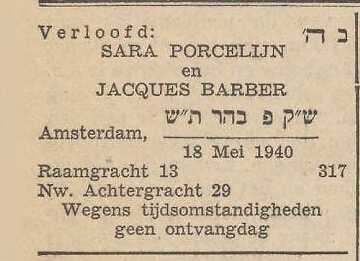 Verloofd: ב ה׳
SARA PORCELIJN
en
JACQUES BARBER
ש״ק פ בהר ת״ש
Amsterdam,
18 Mei 1940
Raamgracht 13 317
Nw. Achtergracht 29
Wegens tijdsomstandigheden
geen ontvangdag